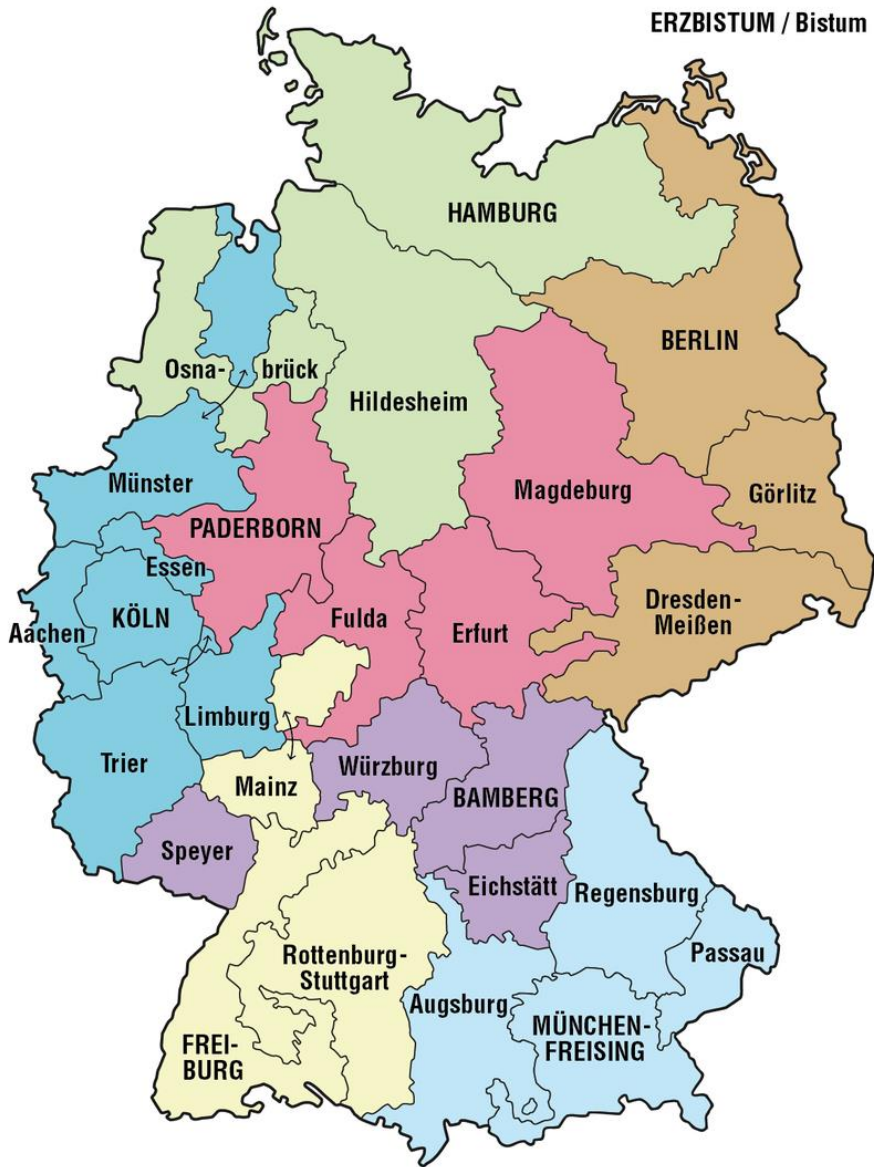 ERZBISTUM / Bistum
HAMBURG
BERLIN
Osna- brück
Hildesheim
Münster
Magdeburg
Görlitz
PADERBORN
Essen
Aachen
KÖLN
Fulda
Erfurt
Dresden-
Meißen
Limburg
Trier
Mainz
Würzburg
BAMBERG
Speyer
Eichstätt
Regensburg
Passau
Rottenburg-
Stuttgart
Augsburg
MÜNCHEN-
FREISING
FREI-
BURG